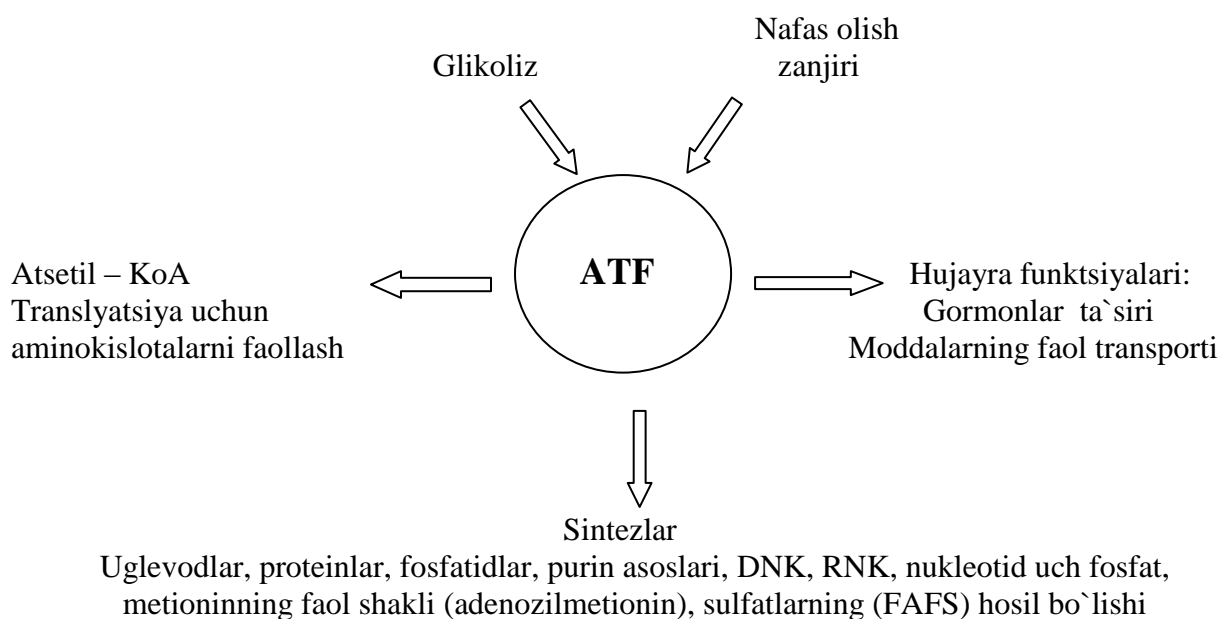 Nafas olish
zanjiri
Glikoliz
ATF
Atsetil – KoA
Translyatsiya uchun
aminokislotalarni faollash
Hujayra funktsiyalari:
Gormonlar ta`siri
Moddalarning faol transporti
Sintezlar
Uglevodlar, proteinlar, fosfatidlar, purin asoslari, DNK, RNK, nukleotid uch fosfat,
metioninning faol shakli (adenozilmetionin), sulfatlarning (FAFS) hosil bo`lishi